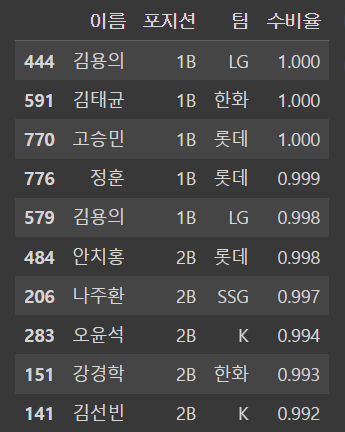 이름 포지션 팀 수비율
444 김용의 1B LG 1.000
591 김태균 1B 한화 1.000
770 고승민 1B 롯데 1.000
776 정훈 1B 롯데 0.999
579 김용의 1B LG 0.998
484 안치홍 2B 롯데 0.998
206 나주환 2B SSG 0.997
283 오윤석 2B K 0.994
151 강경학 2B 한화 0.993
141 김선빈 2B K 0.992